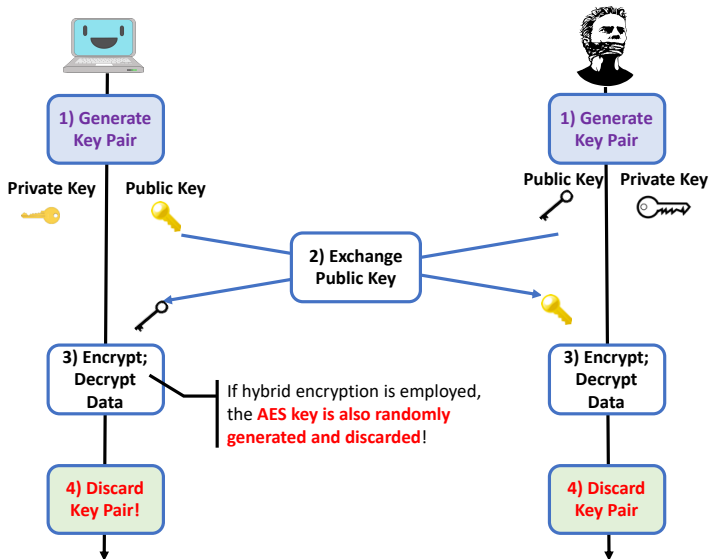 1) Generate
Key Pair
1) Generate
Key Pair
Private Key
Public Key
Public Key
Private Key
2) Exchange
Public Key
3) Encrypt;
Decrypt
Data
3) Encrypt;
Decrypt
Data
If hybrid encryption is employed,
the AES key is also randomly
generated and discarded!
4) Discard
Key Pair!
4) Discard
Key Pair